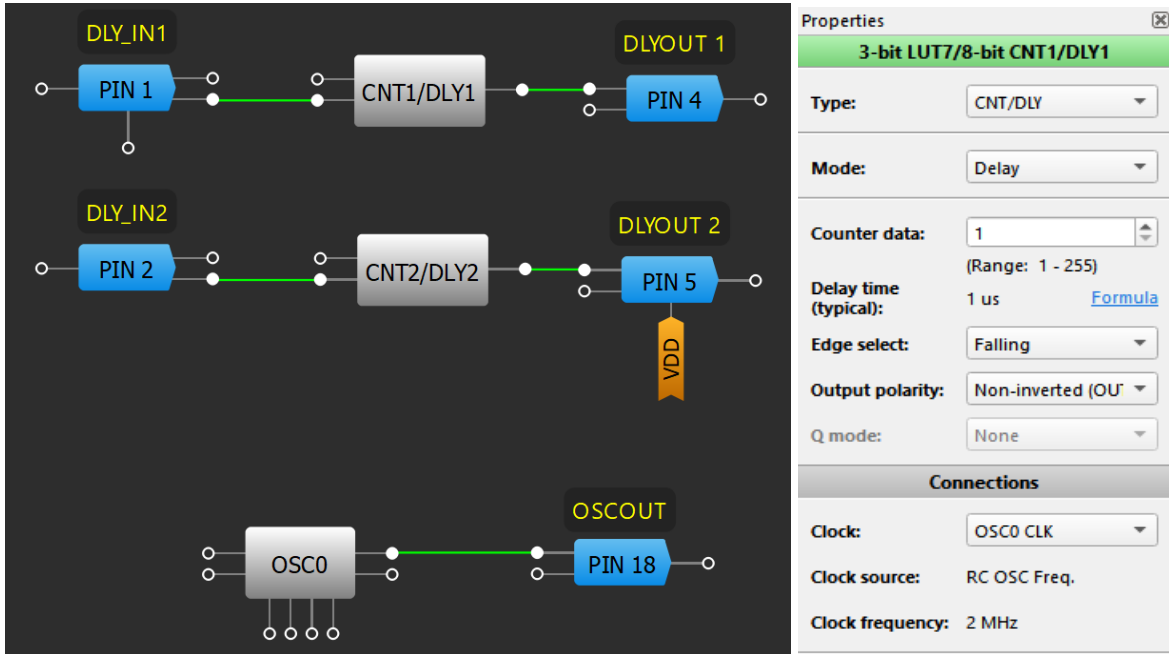 DLY_IN1
DLYOUT 1
PIN 1
CNT1/DLY1
PIN 4
DLY_IN2
DLYOUT 2
PIN 2
CNT2/DLY2
PIN 5
VDD
OSCOUT
OSC0
PIN 18
Properties
3-bit LUT7/8-bit CNT1/DLY1
Type: CNT/DLY
Mode: Delay
Counter data: 1
(Range: 1 - 255)
Delay time
(typical): 1 us Formula
Edge select: Falling
Output polarity: Non-inverted (OU
Q mode: None
Connections
Clock: OSC0 CLK
Clock source: RC OSC Freq.
Clock frequency: 2 MHz